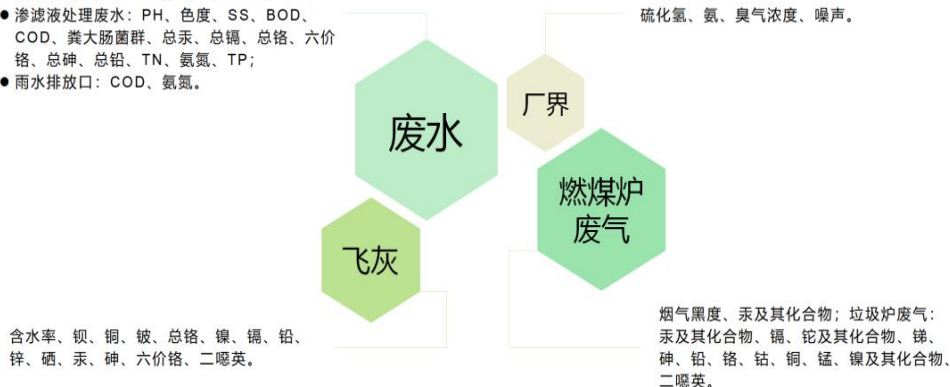 ● 渗滤液处理废水：PH、色度、SS、BOD、
COD、粪大肠菌群、总汞、总镉、总铬、六价
铬、总砷、总铅、TN、氨氮、TP；
● 雨水排放口：COD、氨氮。
硫化氢、氨、臭气浓度、噪声。
废水
厂界
燃煤炉
废气
飞灰
含水率、钡、铜、铍、总铬、镍、镉、铅、
锌、硒、汞、砷、六价铬、二噁英。
烟气黑度、汞及其化合物；垃圾炉废气：
汞及其化合物、镉、铊及其化合物、锑、
砷、铅、铬、钴、铜、锰、镍及其化合物、
二噁英。